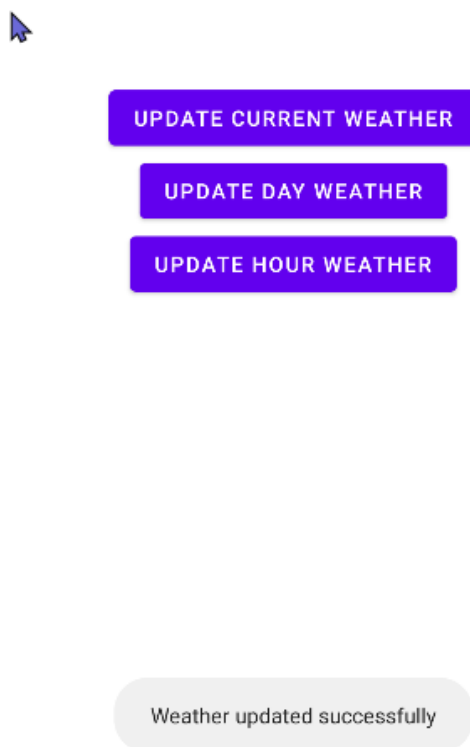 UPDATE CURRENT WEATHER
UPDATE DAY WEATHER
UPDATE HOUR WEATHER
Weather updated successfully